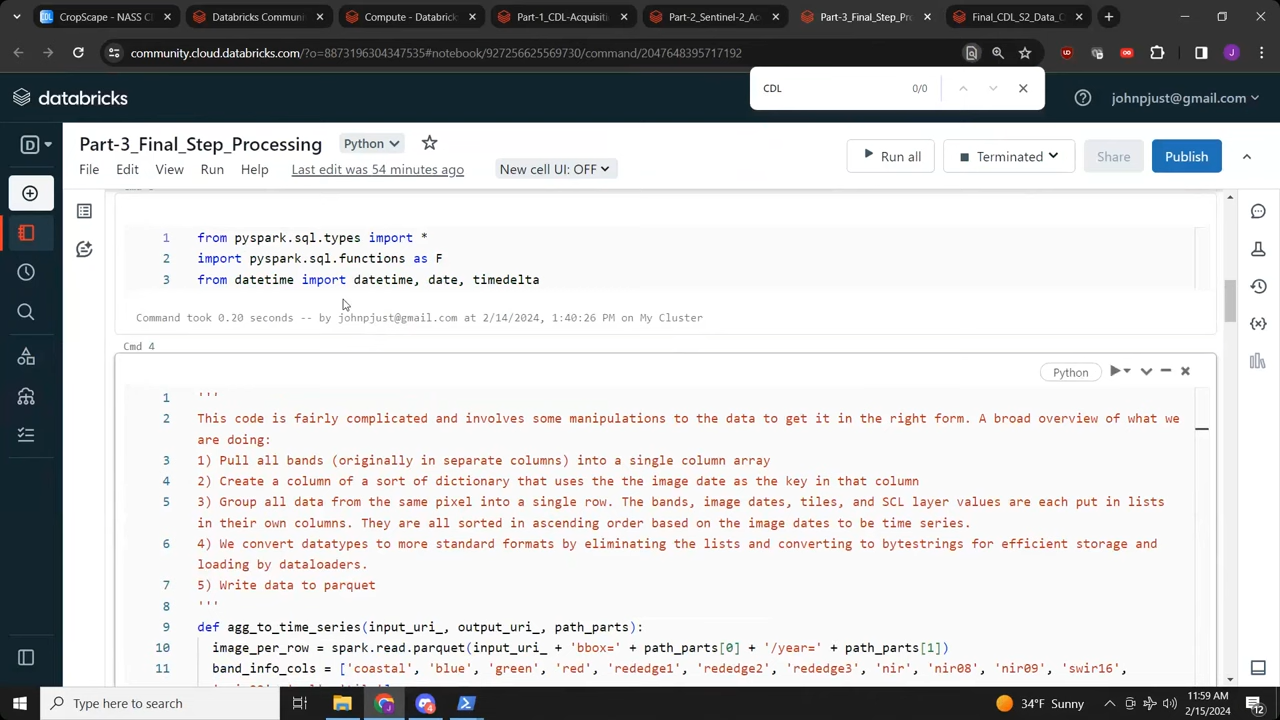 CropScape - NASS C
Databricks Communi
Compute - Databric
Part-1_CDL-Acquisit
Part-2_Sentinel-2_Ac
Part-3_Final_Step_Pro
Final_CDL_S2_Data_C
community.cloud.databricks.com/?o=8873196304347535#notebook/927256625569730/command/2047648395717192
CDL 0/0
databricks
johnpjust@gmail.com
Part-3_Final_Step_Processing Python
Run all Terminated Share Publish
File Edit View Run Help Last edit was 54 minutes ago New cell UI: OFF
1 from pyspark.sql.types import *
2 import pyspark.sql.functions as F
3 from datetime import datetime, date, timedelta
Command took 0.20 seconds -- by johnpjust@gmail.com at 2/14/2024, 1:40:26 PM on My Cluster
Cmd 4
Python
1 '''
2 This code is fairly complicated and involves some manipulations to the data to get it in the right form. A broad overview of what we
are doing:
3 1) Pull all bands (originally in separate columns) into a single column array
4 2) Create a column of a sort of dictionary that uses the the image date as the key in that column
5 3) Group all data from the same pixel into a single row. The bands, image dates, tiles, and SCL layer values are each put in lists
in their own columns. They are all sorted in ascending order based on the image dates to be time series.
6 4) We convert datatypes to more standard formats by eliminating the lists and converting to bytestrings for efficient storage and
loading by dataloaders.
7 5) Write data to parquet
8 '''
9 def agg_to_time_series(input_uri_, output_uri_, path_parts):
10 image_per_row = spark.read.parquet(input_uri_ + 'bbox=' + path_parts[0] + '/year=' + path_parts[1])
11 band_info_cols = ['coastal', 'blue', 'green', 'red', 'rededge1', 'rededge2', 'rededge3', 'nir', 'nir08', 'nir09', 'swir16',
Type here to search
34°F Sunny
11:59 AM
2/15/2024
12